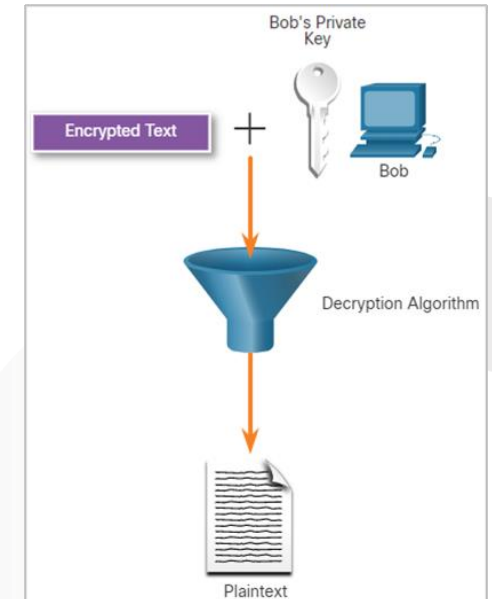 Bob's Private
Key
Encrypted Text
+
Bob
Decryption Algorithm
Plaintext